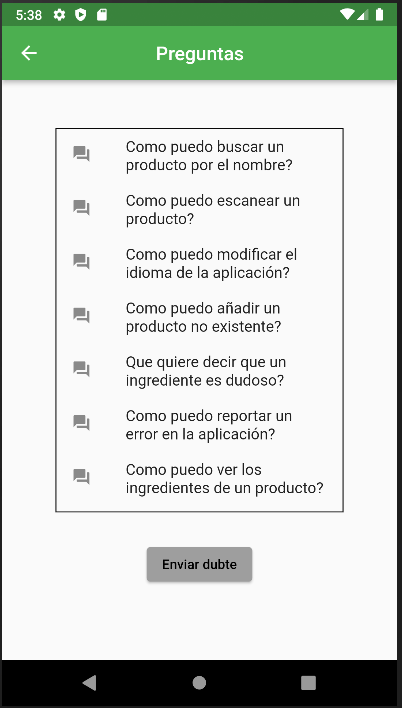 5:38
Preguntas
Como puedo buscar un
producto por el nombre?
Como puedo escanear un
producto?
Como puedo modificar el
idioma de la aplicación?
Como puedo añadir un
producto no existente?
Que quiere decir que un
ingrediente es dudoso?
Como puedo reportar un
error en la aplicación?
Como puedo ver los
ingredientes de un producto?
Enviar dubte